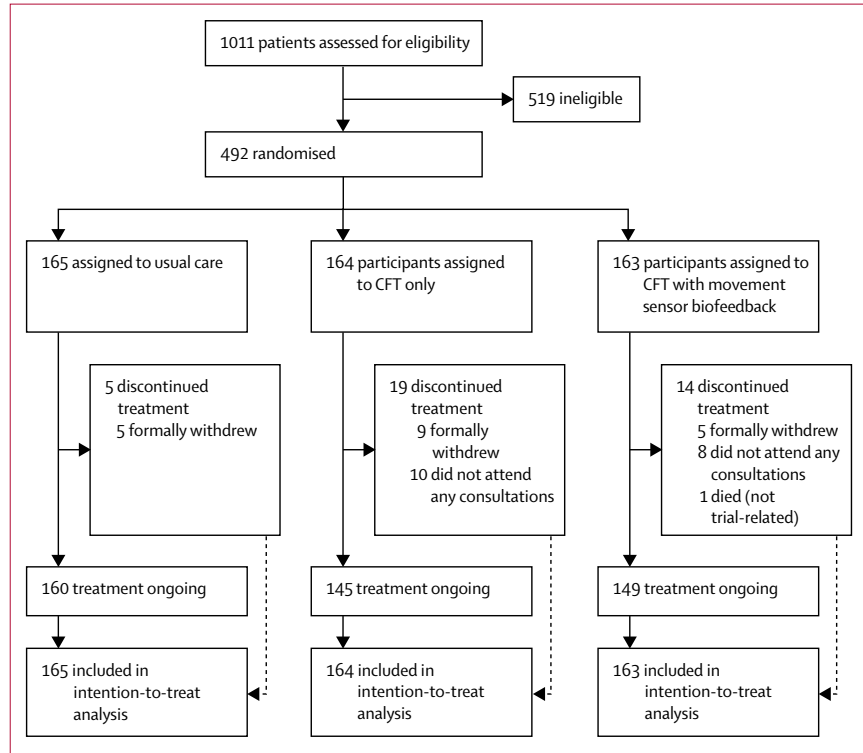 1011 patients assessed for eligibility
519 ineligible
492 randomised
165 assigned to usual care
164 participants assigned
to CFT only
163 participants assigned to
CFT with movement
sensor biofeedback
5 discontinued
treatment
5 formally withdrew
19 discontinued
treatment
9 formally
withdrew
10 did not attend
any consultations
14 discontinued
treatment
5 formally withdrew
8 did not attend any
consultations
1 died (not
trial-related)
160 treatment ongoing
145 treatment ongoing
149 treatment ongoing
165 included in
intention-to-treat
analysis
164 included in
intention-to-treat
analysis
163 included in
intention-to-treat
analysis